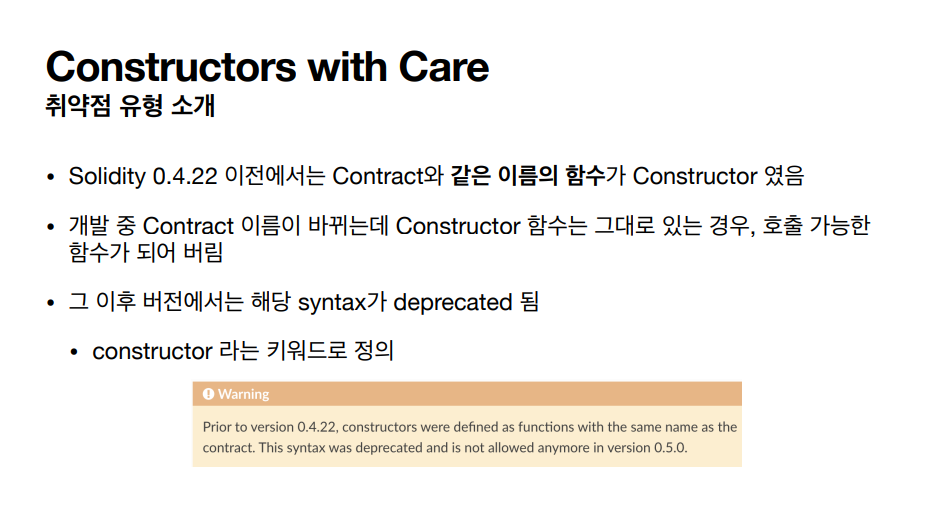 Constructors with Care
취약점 유형 소개
• Solidity 0.4.22 이전에서는 Contract와 같은 이름의 함수가 Constructor 였음
• 개발 중 Contract 이름이 바뀌는데 Constructor 함수는 그대로 있는 경우, 호출 가능한
함수가 되어 버림
• 그 이후 버전에서는 해당 syntax가 deprecated 됨
• constructor 라는 키워드로 정의
Warning
Prior to version 0.4.22, constructors were defined as functions with the same name as the
contract. This syntax was deprecated and is not allowed anymore in version 0.5.0.